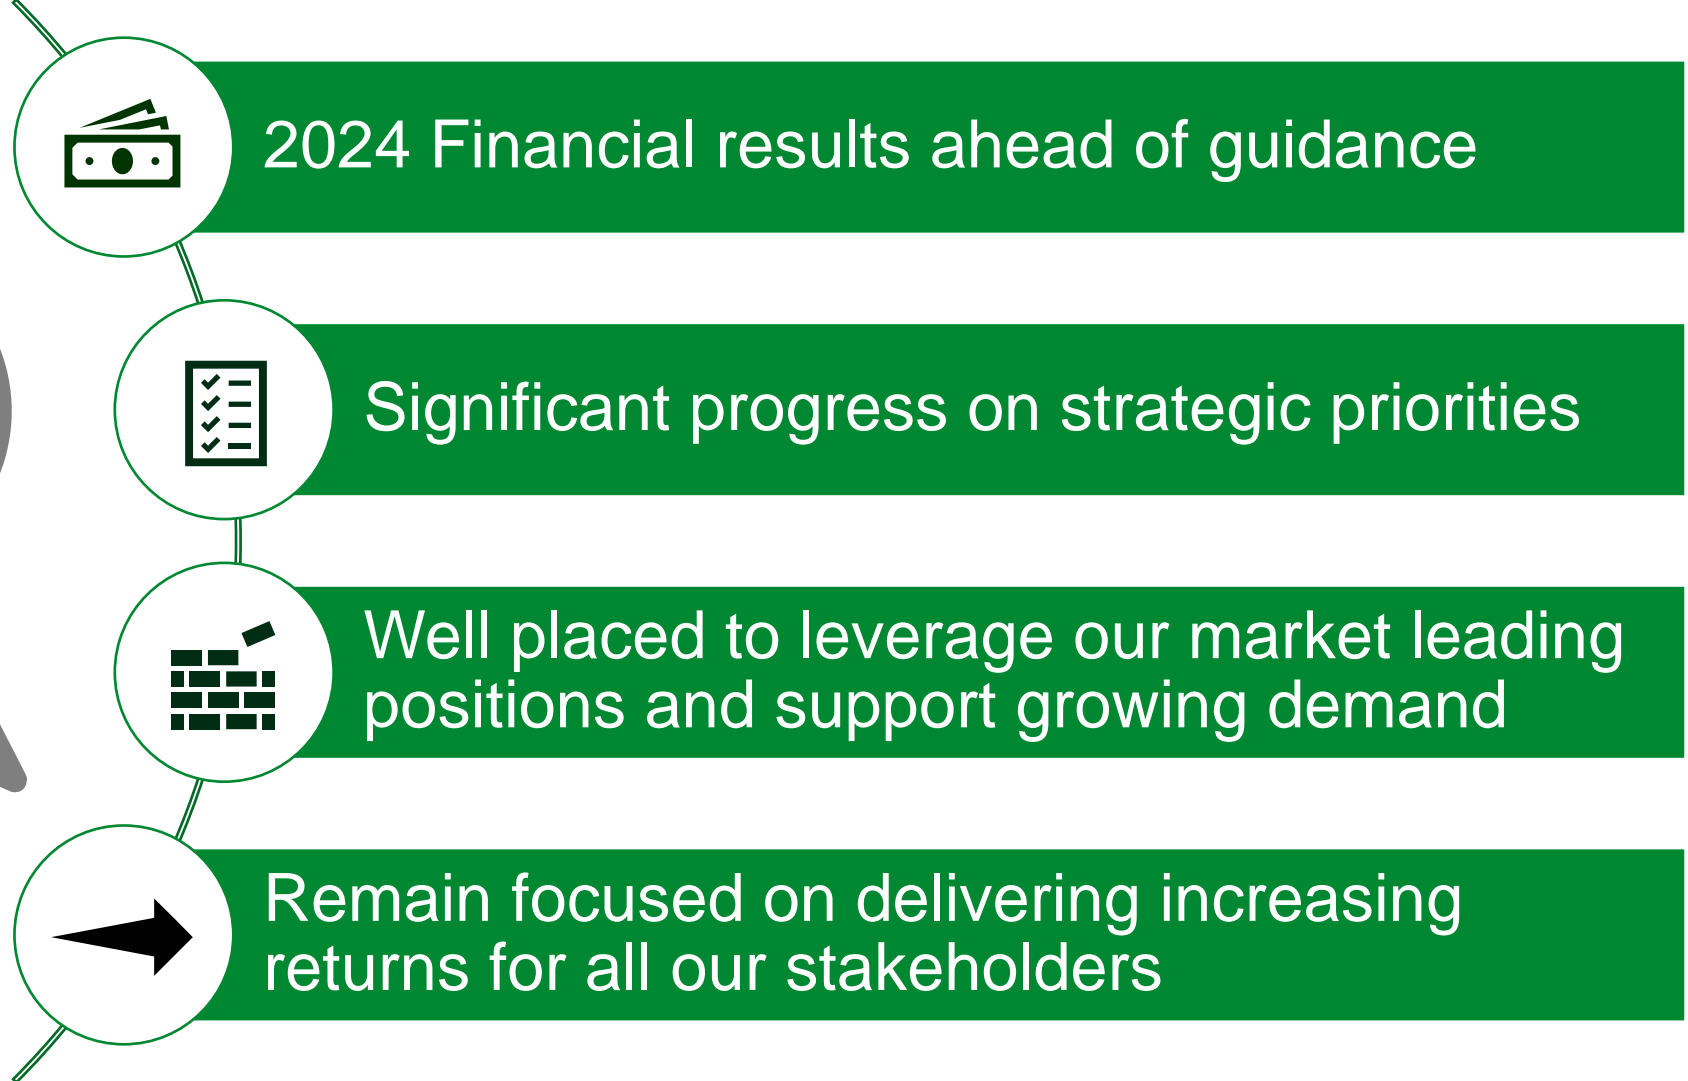 2024 Financial results ahead of guidance
Significant progress on strategic priorities
Well placed to leverage our market leading
positions and support growing demand
Remain focused on delivering increasing
returns for all our stakeholders